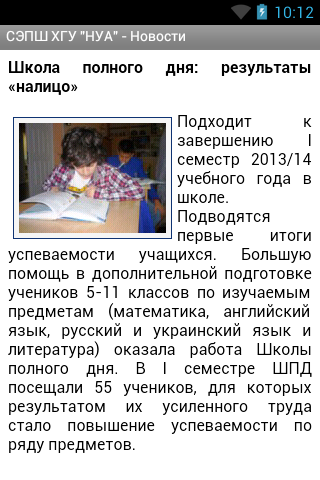 10:12
СЭПШ ХГУ "НУА" - Новости
Школа полного дня: результаты
«налицо»
Подходит к
завершению I
семестр 2013/14
учебного года в
школе.
Подводятся
первые итоги
успеваемости учащихся. Большую
помощь в дополнительной подготовке
учеников 5-11 классов по изучаемым
предметам (математика, английский
язык, русский и украинский язык и
литература) оказала работа Школы
полного дня. В I семестре ШПД
посещали 55 учеников, для которых
результатом их усиленного труда
стало повышение успеваемости по
ряду предметов.